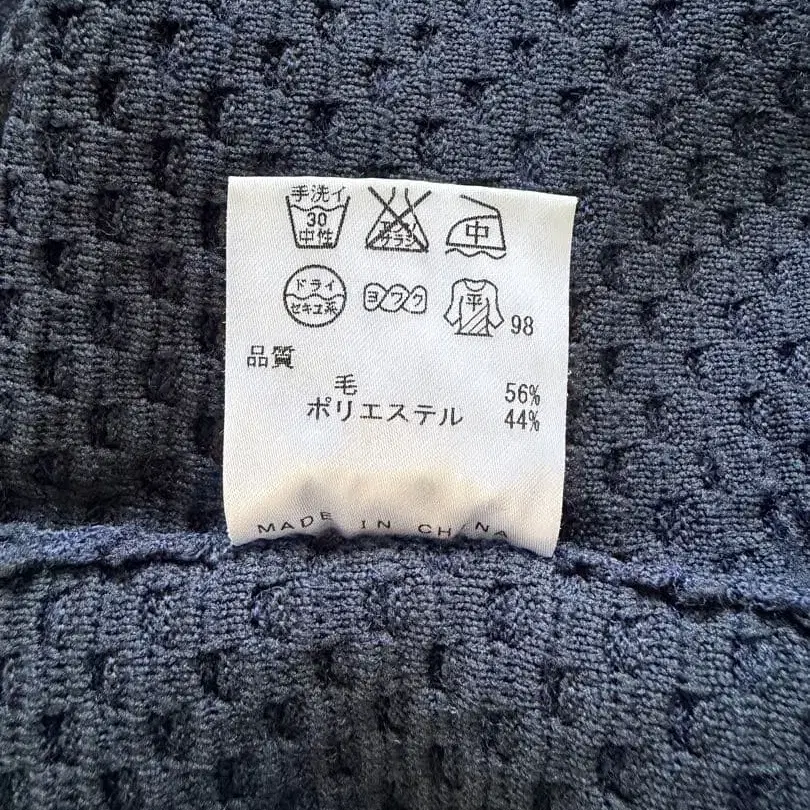 手洗イ
30
中性
エンソ
サラシ
中
ドライ
セキユ系
ヨワク
平
98
品質
毛 56%
ポリエステル 44%
MADE IN CHINA